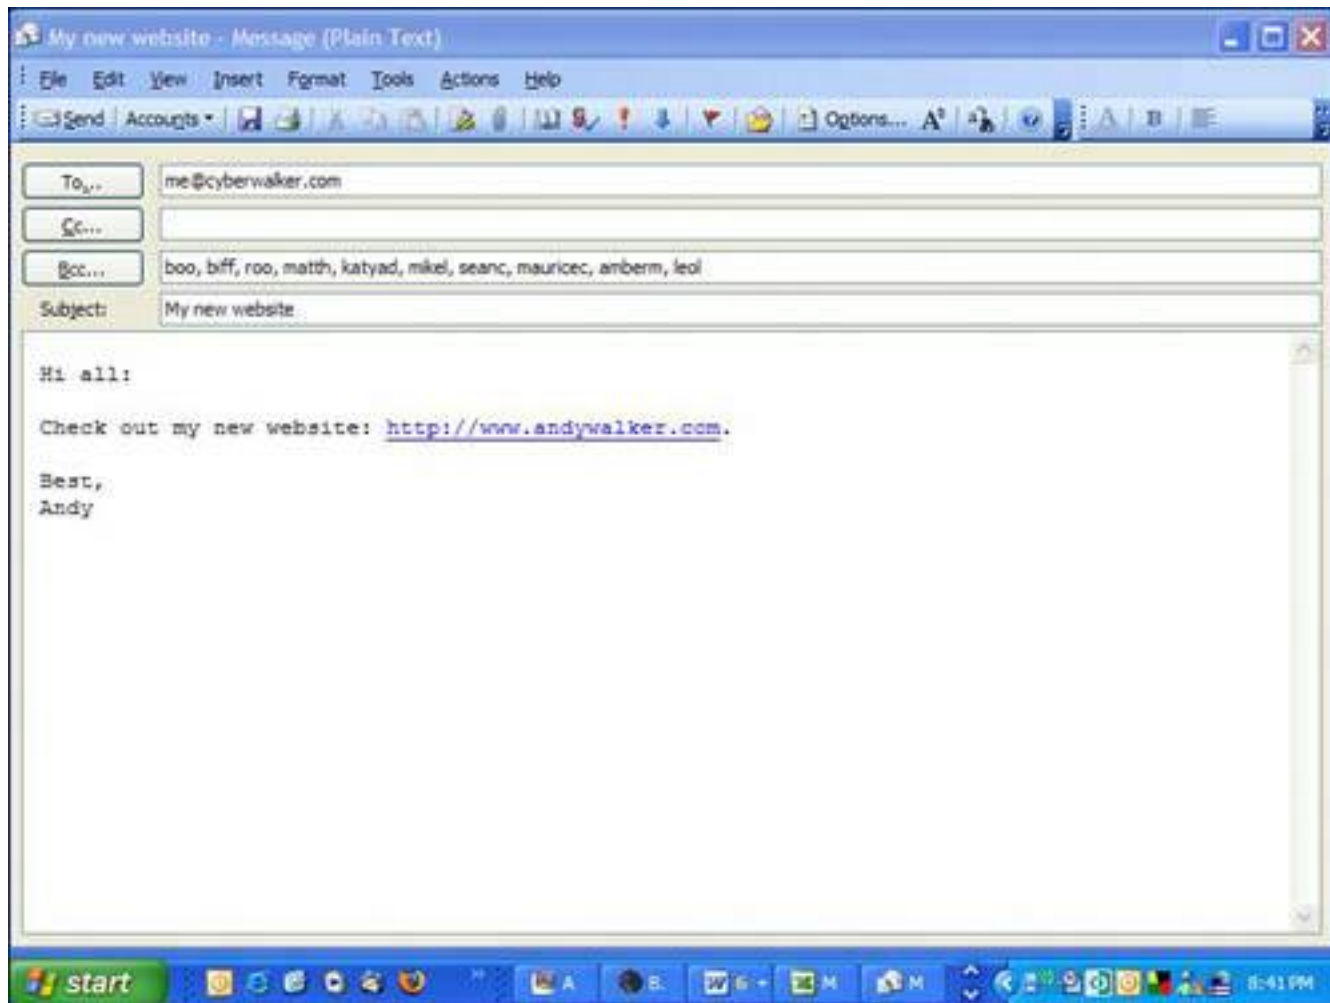 My new website - Message (Plain Text)
File Edit View Insert Format Tools Actions Help
Send Accounts Options...
To... me@cyberwalker.com
Cc...
Bcc... boo, biff, roo, matth, katyad, mikel, seanc, mauricec, amberm, leol
Subject: My new website
Hi all:
Check out my new website: http://www.andywalker.com.
Best,
Andy
start A B. 6 - M M 8:41 PM